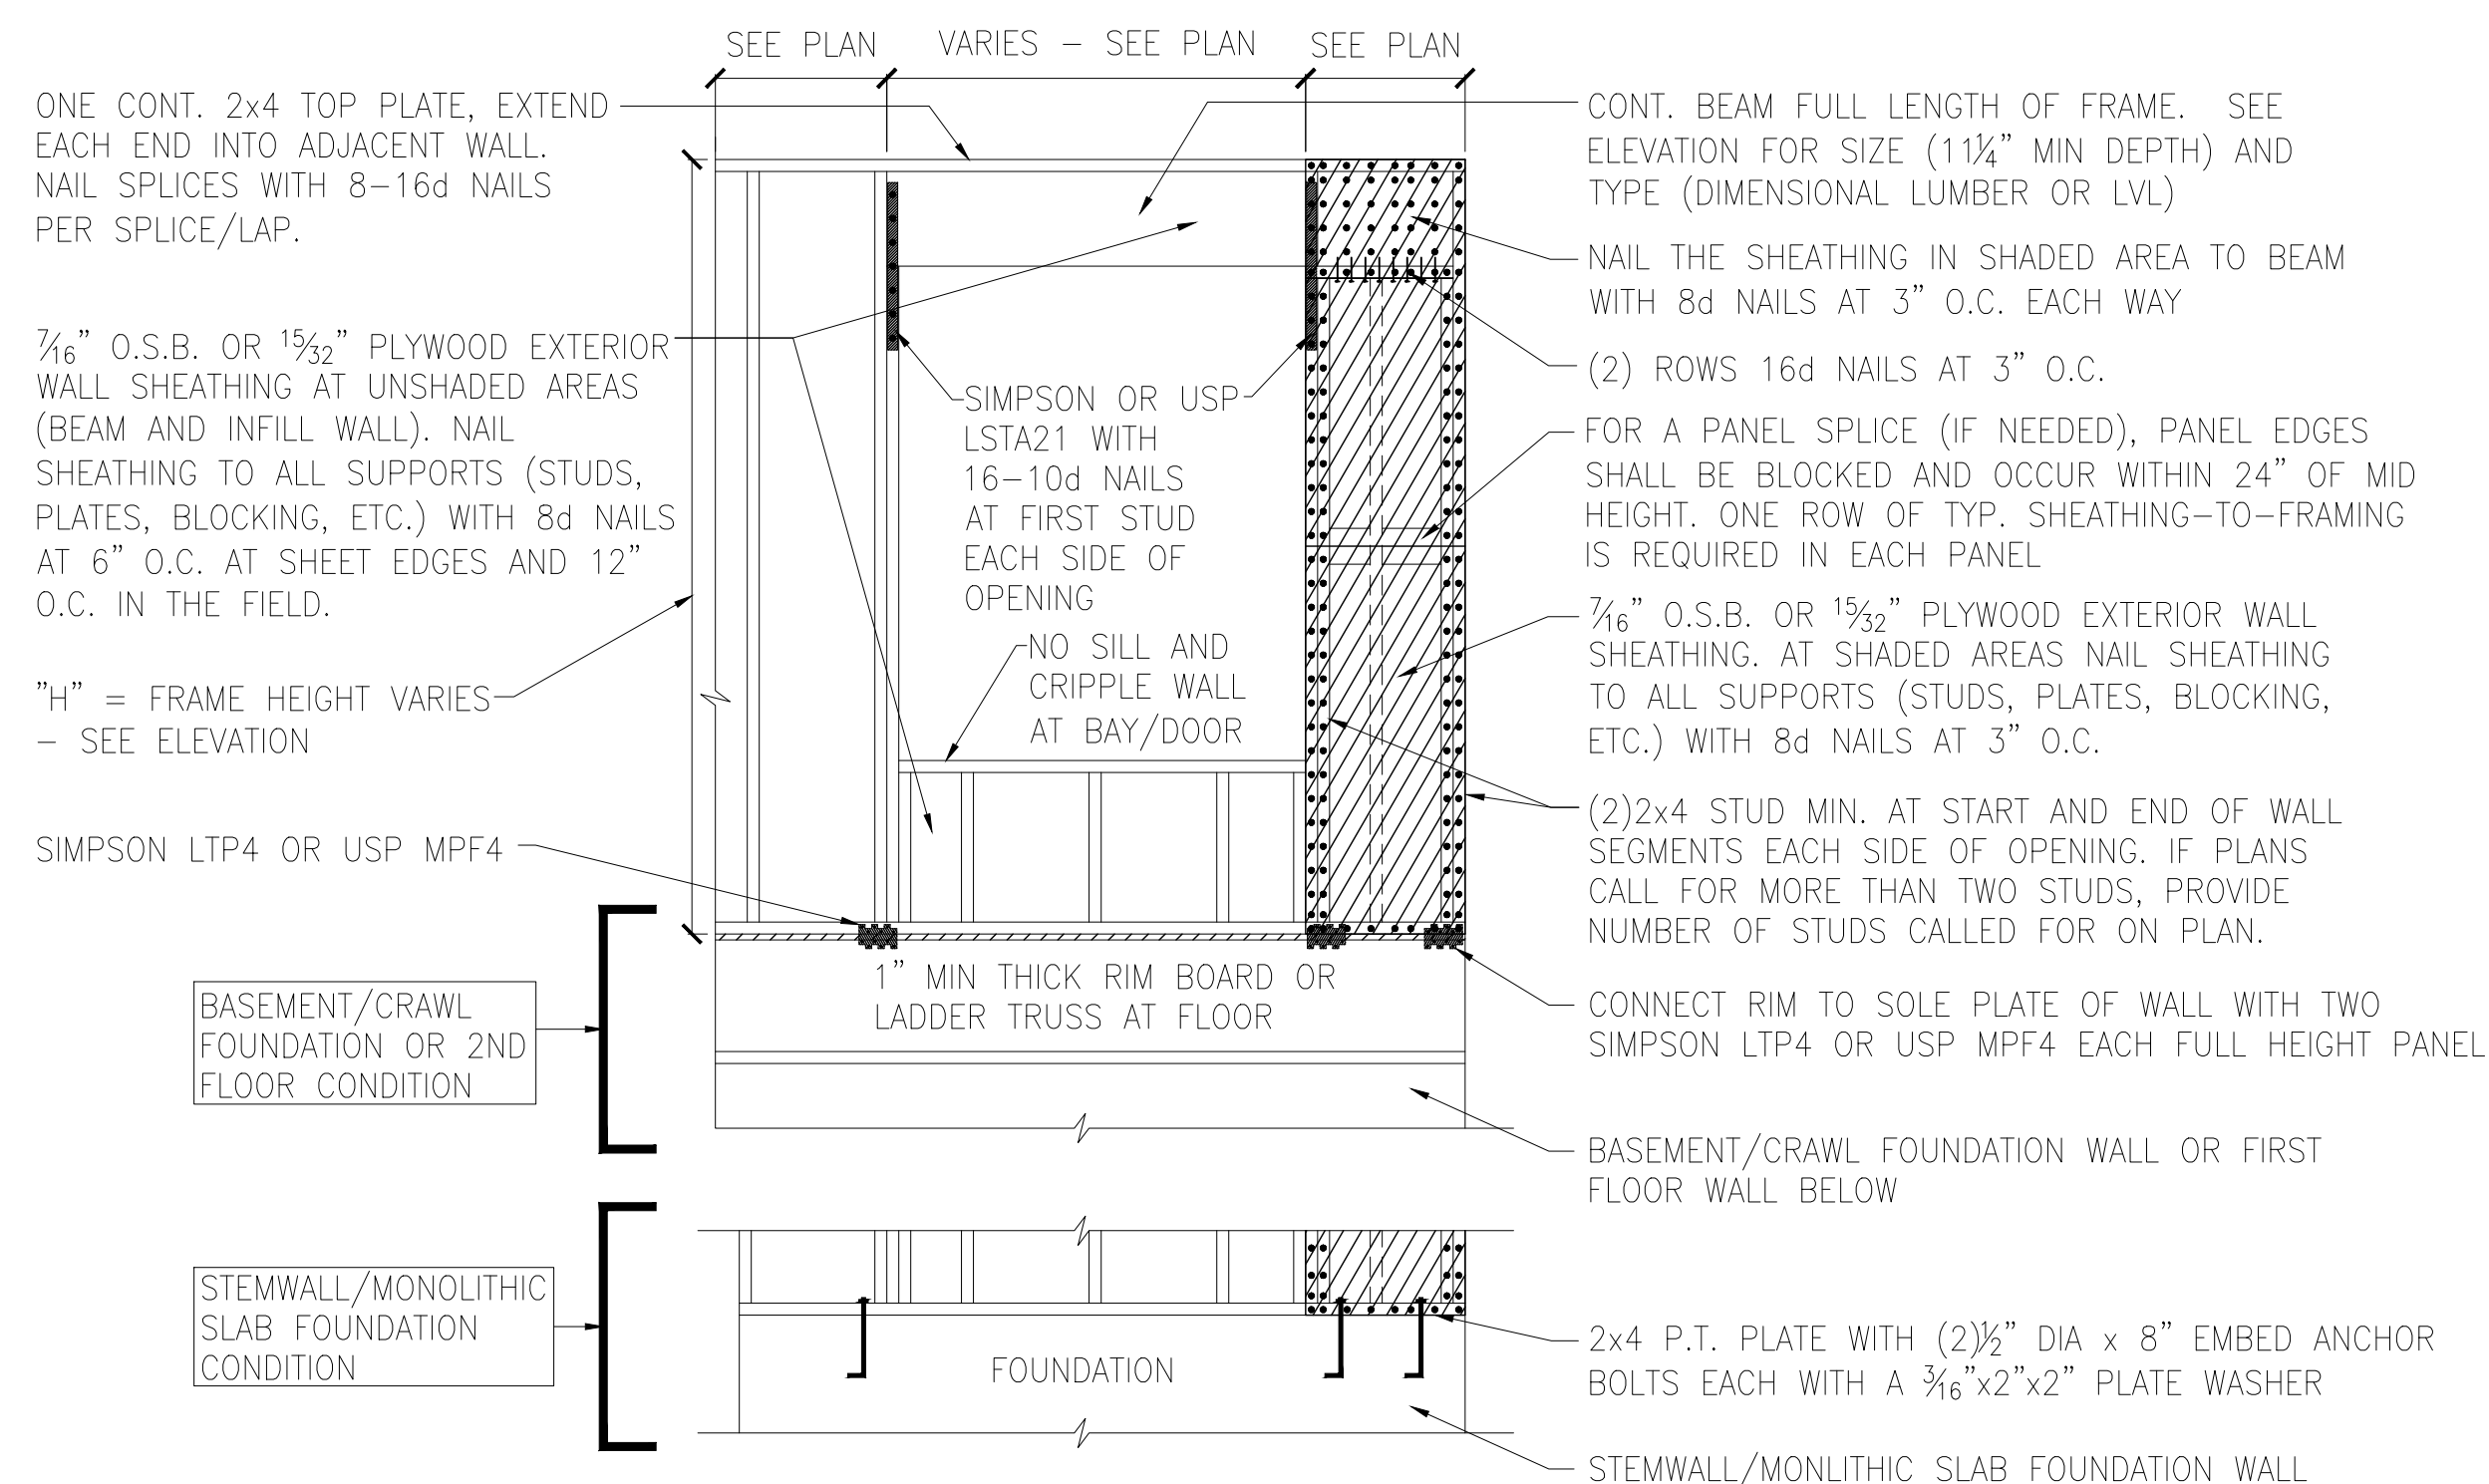 SEE PLAN
VARIES – SEE PLAN
SEE PLAN
ONE CONT. 2x4 TOP PLATE, EXTEND
EACH END INTO ADJACENT WALL.
NAIL SPLICES WITH 8–16d NAILS
PER SPLICE/LAP.
7/16" O.S.B. OR 15/32" PLYWOOD EXTERIOR
WALL SHEATHING AT UNSHADED AREAS
(BEAM AND INFILL WALL). NAIL
SHEATHING TO ALL SUPPORTS (STUDS,
PLATES, BLOCKING, ETC.) WITH 8d NAILS
AT 6" O.C. AT SHEET EDGES AND 12"
O.C. IN THE FIELD.
"H" = FRAME HEIGHT VARIES
– SEE ELEVATION
SIMPSON LTP4 OR USP MPF4
BASEMENT/CRAWL
FOUNDATION OR 2ND
FLOOR CONDITION
STEMWALL/MONOLITHIC
SLAB FOUNDATION
CONDITION
SIMPSON OR USP
LSTA21 WITH
16–10d NAILS
AT FIRST STUD
EACH SIDE OF
OPENING
NO SILL AND
CRIPPLE WALL
AT BAY/DOOR
1" MIN THICK RIM BOARD OR
LADDER TRUSS AT FLOOR
FOUNDATION
CONT. BEAM FULL LENGTH OF FRAME. SEE
ELEVATION FOR SIZE (11 1/4" MIN DEPTH) AND
TYPE (DIMENSIONAL LUMBER OR LVL)
NAIL THE SHEATHING IN SHADED AREA TO BEAM
WITH 8d NAILS AT 3" O.C. EACH WAY
(2) ROWS 16d NAILS AT 3" O.C.
FOR A PANEL SPLICE (IF NEEDED), PANEL EDGES
SHALL BE BLOCKED AND OCCUR WITHIN 24" OF MID
HEIGHT. ONE ROW OF TYP. SHEATHING–TO–FRAMING
IS REQUIRED IN EACH PANEL
7/16" O.S.B. OR 15/32" PLYWOOD EXTERIOR WALL
SHEATHING. AT SHADED AREAS NAIL SHEATHING
TO ALL SUPPORTS (STUDS, PLATES, BLOCKING,
ETC.) WITH 8d NAILS AT 3" O.C.
(2)2x4 STUD MIN. AT START AND END OF WALL
SEGMENTS EACH SIDE OF OPENING. IF PLANS
CALL FOR MORE THAN TWO STUDS, PROVIDE
NUMBER OF STUDS CALLED FOR ON PLAN.
CONNECT RIM TO SOLE PLATE OF WALL WITH TWO
SIMPSON LTP4 OR USP MPF4 EACH FULL HEIGHT PANEL
BASEMENT/CRAWL FOUNDATION WALL OR FIRST
FLOOR WALL BELOW
2x4 P.T. PLATE WITH (2)1/2" DIA x 8" EMBED ANCHOR
BOLTS EACH WITH A 3/16"x2"x2" PLATE WASHER
STEMWALL/MONLITHIC SLAB FOUNDATION WALL